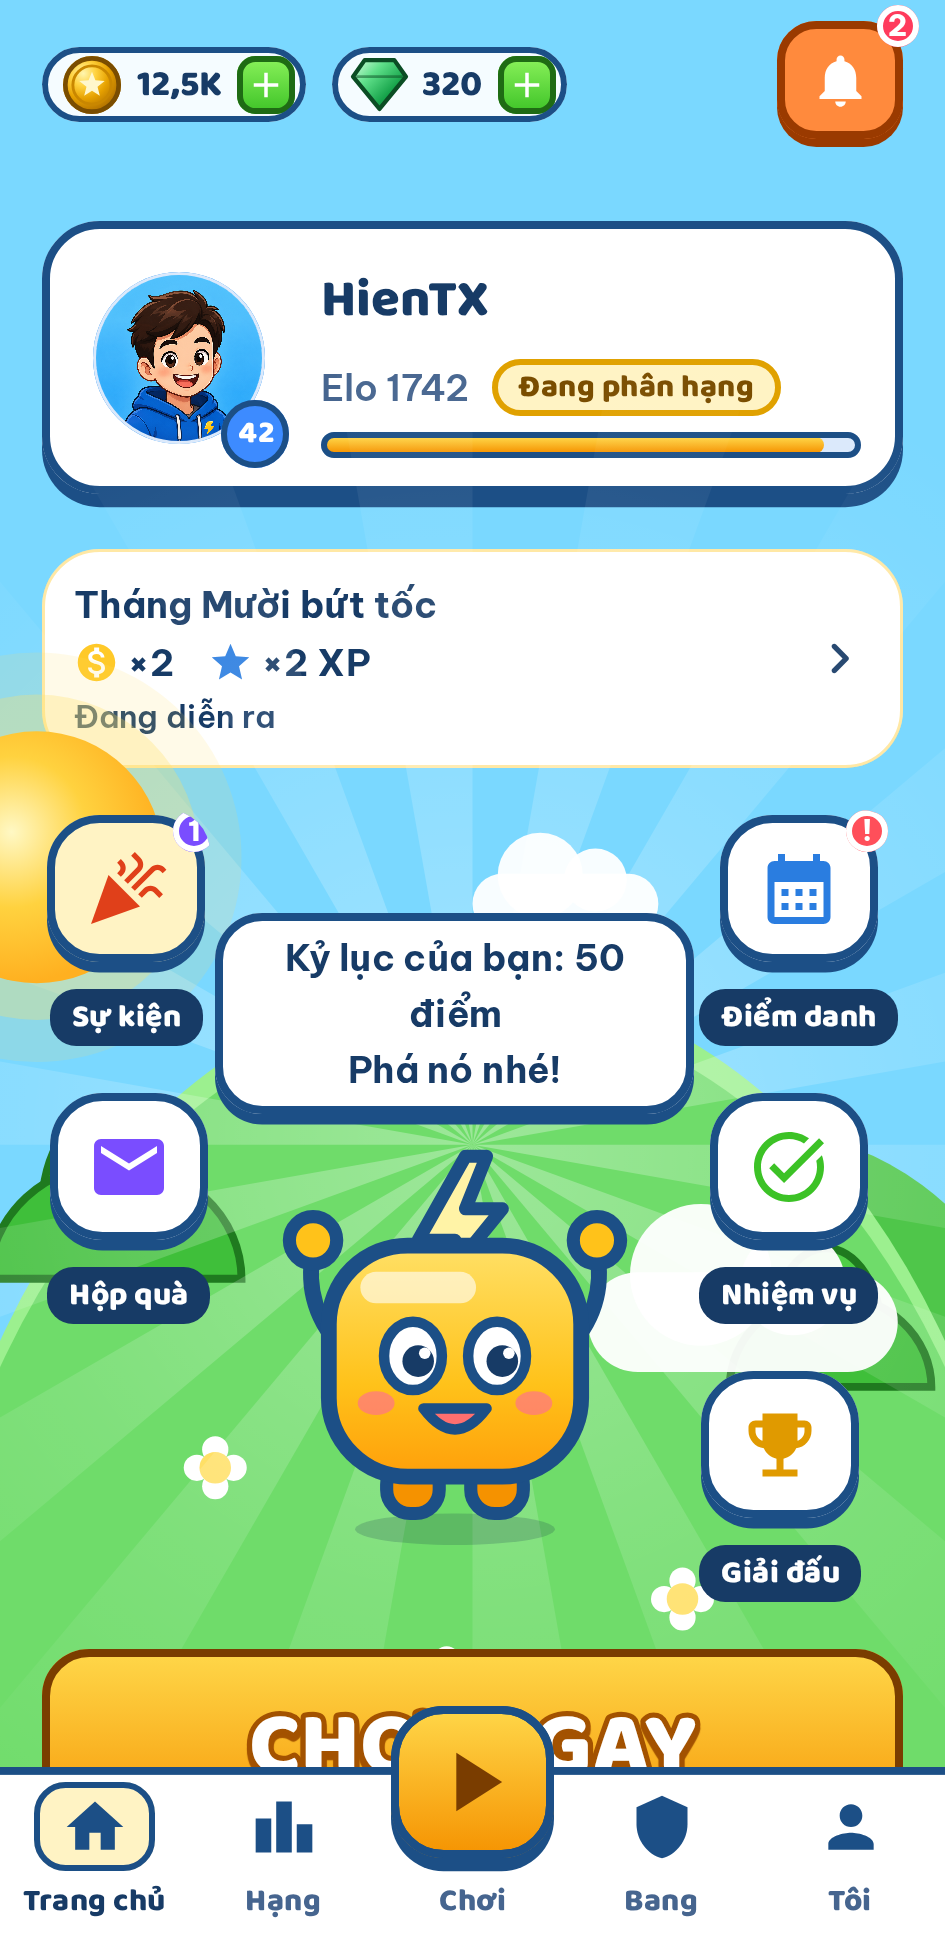 12,5K
320
2
HienTX
Elo 1742
Đang phân hạng
42
Tháng Mười bứt tốc
×2 ×2 XP
Đang diễn ra
1
!
Kỷ lục của bạn: 50
điểm
Phá nó nhé!
Sự kiện
Điểm danh
Hộp quà
Nhiệm vụ
Giải đấu
Trang chủ
Hạng
Chơi
Bang
Tôi